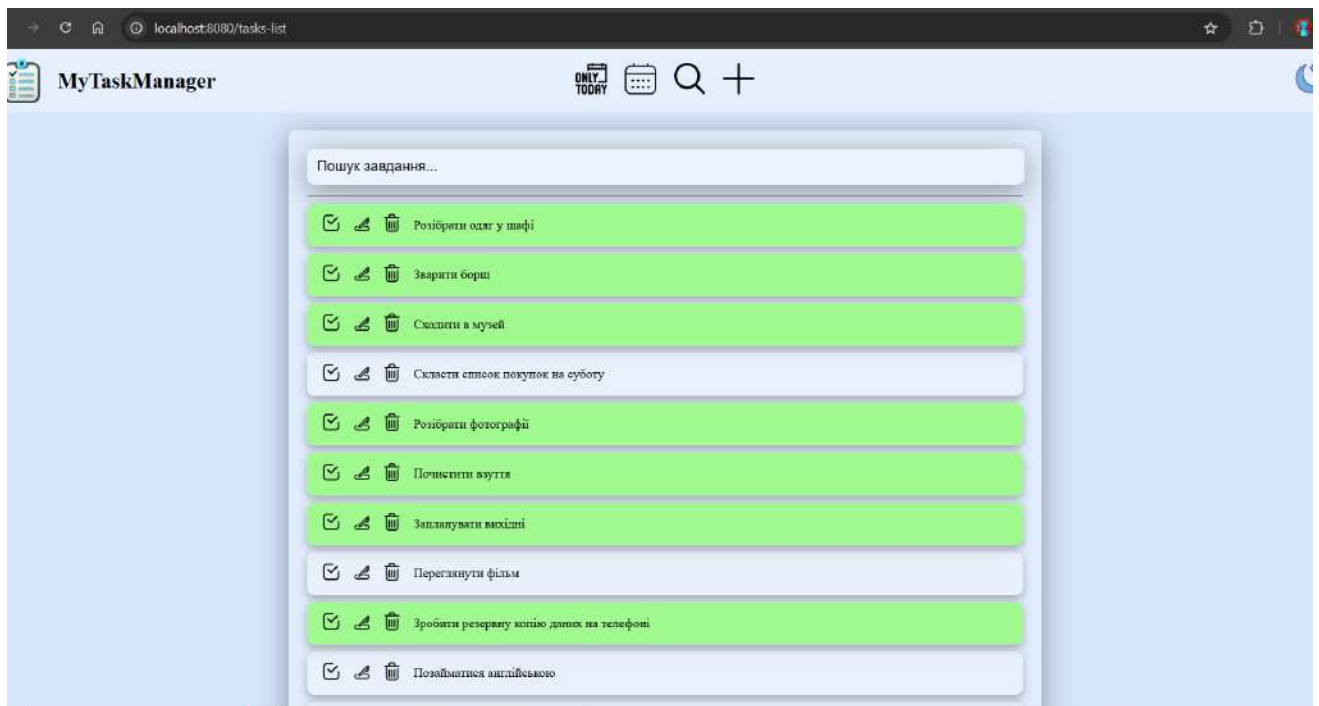 localhost:8080/tasks-list
MyTaskManager
ONLY
TODAY
Пошук завдання...
Розібрати одяг у шафі
Зварити борщ
Сходити в музей
Скласти список покупок на суботу
Розібрати фотографії
Почистити взуття
Запланувати вихідні
Переглянути фільм
Зробити резервну копію даних на телефоні
Позайматися англійською